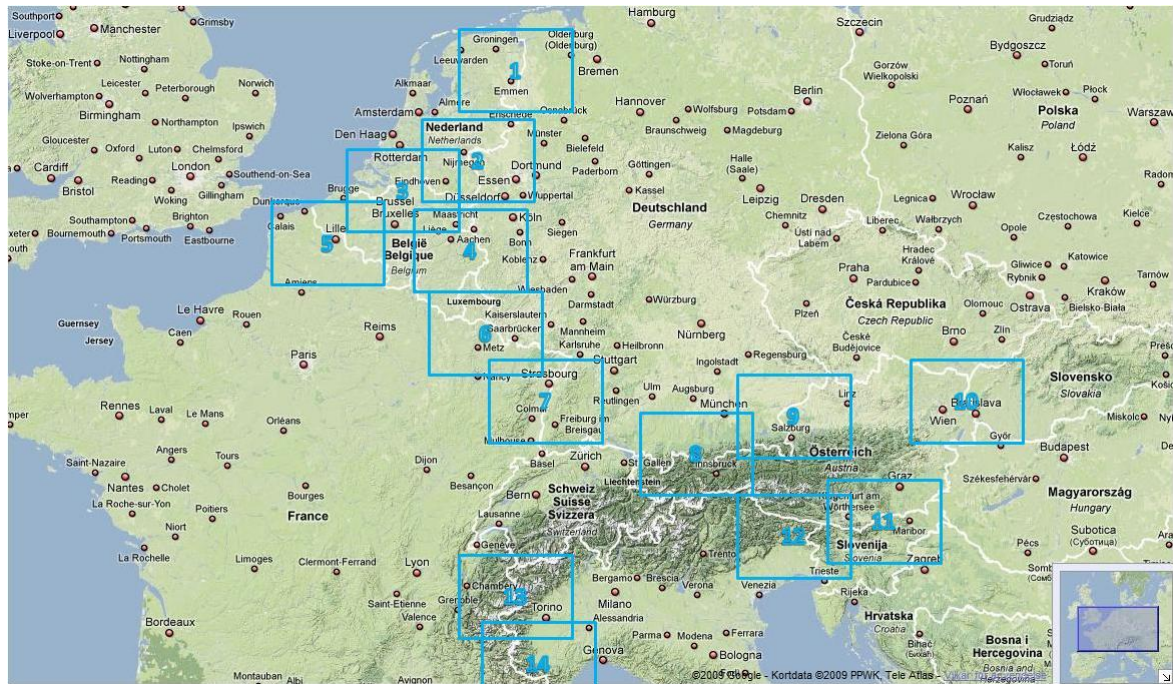 Southport
Grimsby
Hamburg
Szczecin
Grudziądz
Liverpool
Manchester
Groningen
Oldenburg
(Oldenburg)
Bydgoszcz
Stoke-on-Trent
Nottingham
Leeuwarden
1
Bremen
Gorzów
Wielkopolski
Toruń
Leicester
Peterborough
Norwich
Alkmaar
Emmen
Hannover
Berlin
Włocławek
Płock
Wolverhampton
Birmingham
Amsterdam
Almere
Enschede
Osnabrück
Wolfsburg
Potsdam
Poznań
Polska
Poland
Warszawa
Northampton
Ipswich
Den Haag
Nederland
Netherlands
Münster
Bielefeld
Braunschweig
Magdeburg
Zielona Góra
Gloucester
Oxford
Luton
Chelmsford
Rotterdam
Nijmegen
2
Dortmund
Paderborn
Göttingen
Halle
(Saale)
Kalisz
Łódź
Cardiff
Reading
London
Southend-on-Sea
Eindhoven
3
Essen
Wuppertal
Kassel
Leipzig
Dresden
Legnica
Wrocław
Radom
Bristol
Woking
Gillingham
Brugge
Düsseldorf
Deutschland
Germany
Chemnitz
Liberec
Wałbrzych
Częstochowa
Kielce
Southampton
Brighton
Dunkerque
Brussel
Bruxelles
Maastricht
Köln
Siegen
Ústí nad
Labem
Hradec
Králové
Opole
Exeter
Bournemouth
Portsmouth
Eastbourne
Calais
Lille
5
België
Belgique
Belgium
Liège
Aachen
4
Bonn
Koblenz
Frankfurt
am Main
Praha
Pardubice
Gliwice
Katowice
Rybnik
Kraków
Tarnów
Amiens
Wiesbaden
Darmstadt
Würzburg
Plzeň
Česká Republika
Czech Republic
Olomouc
Ostrava
Bielsko-Biała
Guernsey
Jersey
Le Havre
Rouen
Caen
Reims
Luxembourg
Kaiserslautern
Saarbrücken
6
Mannheim
Nürnberg
Brno
Zlín
Metz
Karlsruhe
Heilbronn
České
Budějovice
Paris
Nancy
Strasbourg
Stuttgart
Ingolstadt
Regensburg
Slovensko
Slovakia
7
Reutlingen
Ulm
Augsburg
München
9
Linz
10
Bratislava
Wien
Miskolc
Rennes
Laval
Le Mans
Orléans
Colmar
Freiburg im
Breisgau
Salzburg
Győr
Budapest
Angers
Tours
Dijon
Mulhouse
Basel
Zürich
St Gallen
8
Innsbruck
Österreich
Austria
Graz
Székesfehérvár
Saint-Nazaire
Nantes
Cholet
Bourges
Besançon
Bern
Schweiz
Suisse
Svizzera
Switzerland
Liechtenstein
Klagenfurt am
Wörthersee
11
Maribor
Magyarország
Hungary
La Roche-sur-Yon
Niort
Poitiers
France
Lausanne
Genève
Trento
12
Slovenija
Slovenia
Zagreb
Pécs
Subotica
(Суботица)
La Rochelle
Limoges
Clermont-Ferrand
Lyon
Chambéry
13
Bergamo
Brescia
Verona
Venezia
Trieste
Rijeka
Saint-Etienne
Grenoble
Valence
Torino
Milano
Alessandria
Hrvatska
Croatia
Bordeaux
Parma
Modena
Ferrara
Bihać
Bosna i
Hercegovina
Bosnia and
Herzegovina
Montauban
Avignon
14
Genova
Bologna
©2009 Google - Kortdata ©2009 PPWK, Tele Atlas - Vilkår for anvendelse